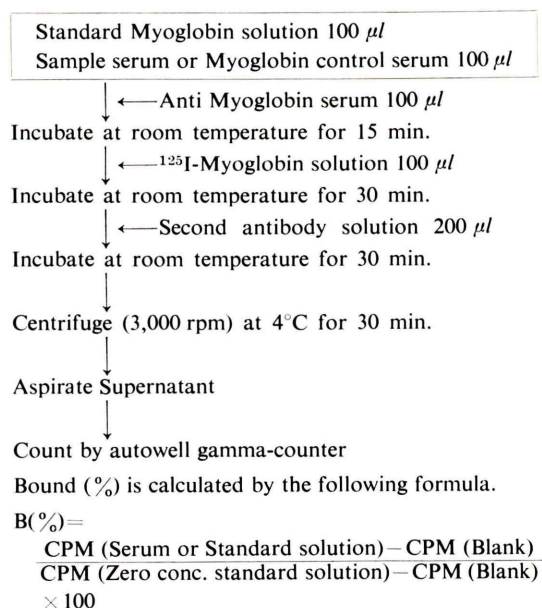 Standard Myoglobin solution 100 μl
Sample serum or Myoglobin control serum 100 μl
←Anti Myoglobin serum 100 μl
Incubate at room temperature for 15 min.
←¹²⁵I-Myoglobin solution 100 μl
Incubate at room temperature for 30 min.
←Second antibody solution 200 μl
Incubate at room temperature for 30 min.
Centrifuge (3,000 rpm) at 4°C for 30 min.
Aspirate Supernatant
Count by autowell gamma-counter
Bound (%) is calculated by the following formula.
B(%)=
CPM (Serum or Standard solution)−CPM (Blank)
CPM (Zero conc. standard solution)−CPM (Blank)
×100